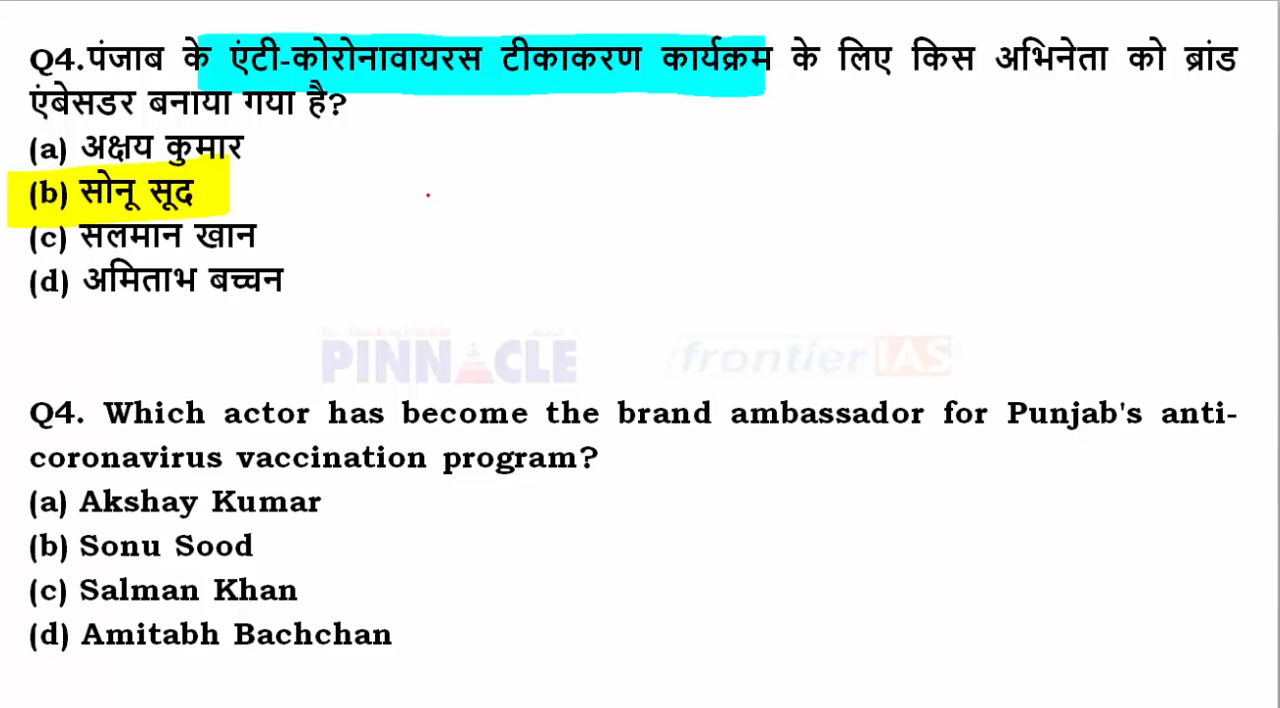 Q4.पंजाब के एंटी-कोरोनावायरस टीकाकरण कार्यक्रम के लिए किस अभिनेता को ब्रांड
एंबेसडर बनाया गया है?
(a) अक्षय कुमार
(b) सोनू सूद
(c) सलमान खान
(d) अमिताभ बच्चन
PINNACLE frontier IAS
Q4. Which actor has become the brand ambassador for Punjab's anti-
coronavirus vaccination program?
(a) Akshay Kumar
(b) Sonu Sood
(c) Salman Khan
(d) Amitabh Bachchan